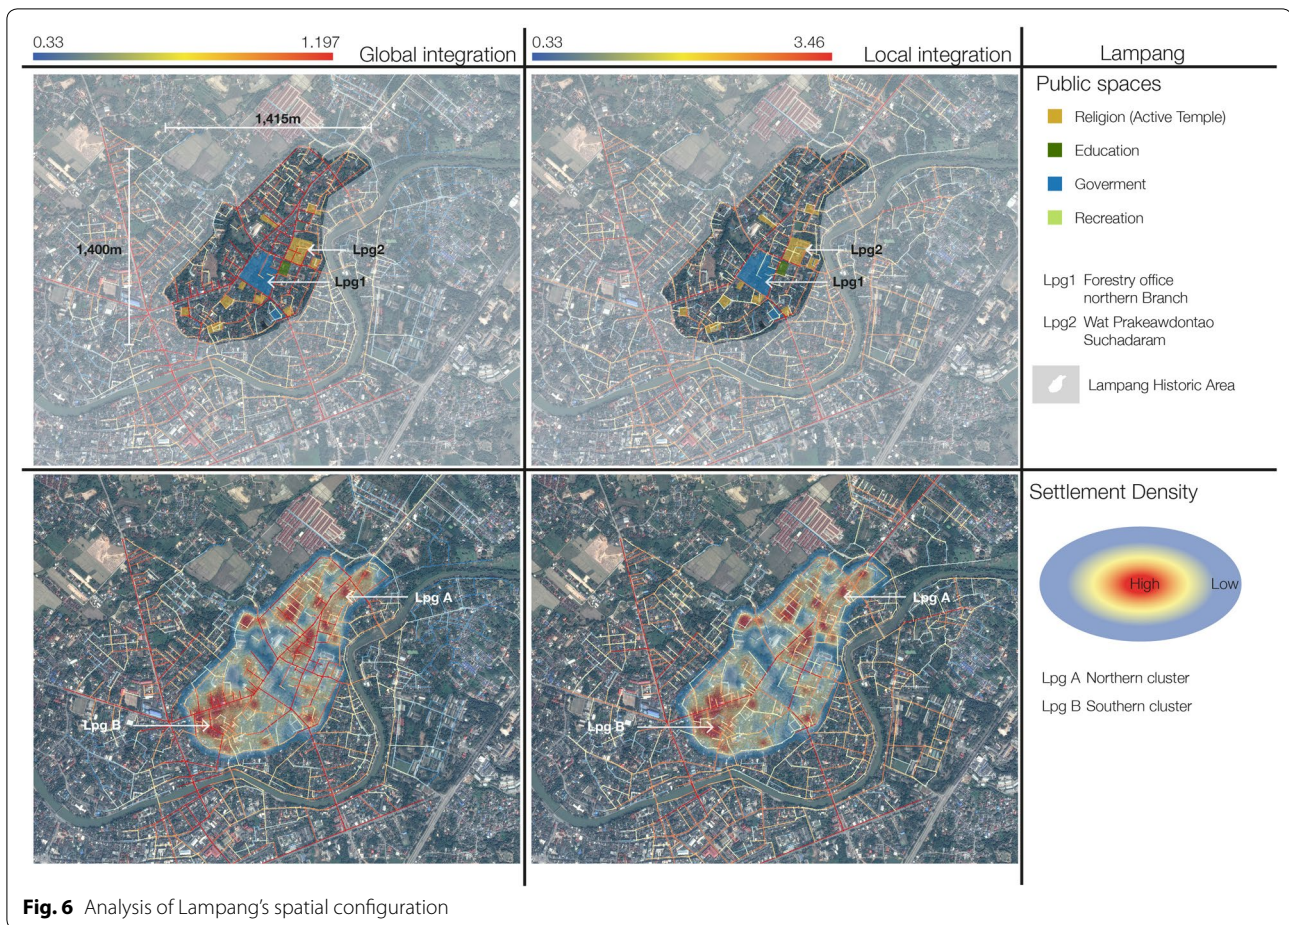 0.33 1.197 Global integration
0.33 3.46 Local integration
Lampang
1,415m
1,400m
Lpg2
Lpg1
Lpg2
Lpg1
Public spaces
Religion (Active Temple)
Education
Goverment
Recreation
Lpg1 Forestry office
northern Branch
Lpg2 Wat Prakeawdontao
Suchadaram
Lampang Historic Area
Lpg A
Lpg B
Lpg A
Lpg B
Settlement Density
High Low
Lpg A Northern cluster
Lpg B Southern cluster
Fig. 6 Analysis of Lampang's spatial configuration